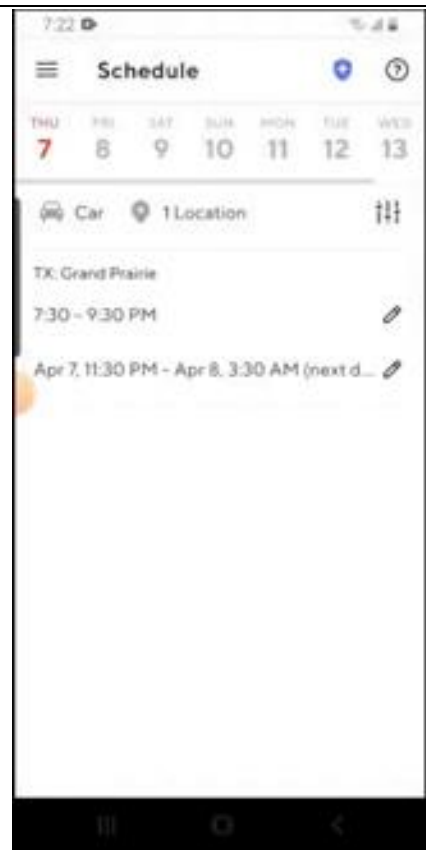 7:22
Schedule
THU FRI SAT SUN MON TUE WED
7 8 9 10 11 12 13
Car 1 Location
TX: Grand Prairie
7:30 - 9:30 PM
Apr 7, 11:30 PM - Apr 8, 3:30 AM (next d...